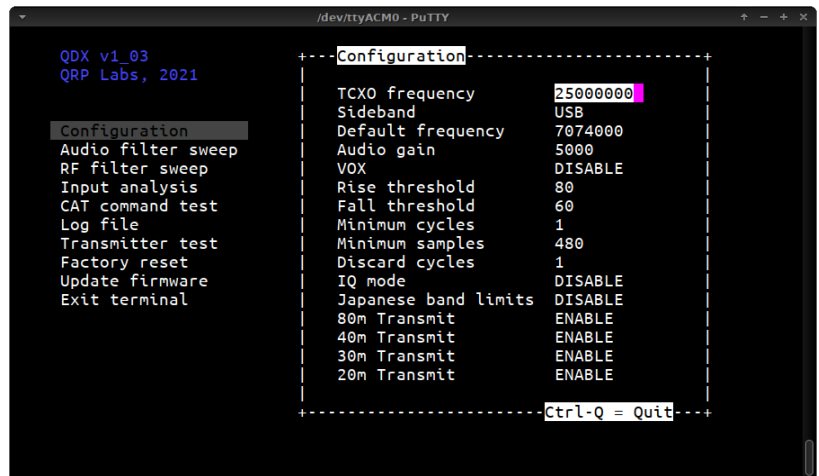 /dev/ttyACM0 - PuTTY
QDX v1_03
QRP Labs, 2021
Configuration
Audio filter sweep
RF filter sweep
Input analysis
CAT command test
Log file
Transmitter test
Factory reset
Update firmware
Exit terminal
+---Configuration------------------------+
TCXO frequency 25000000
Sideband USB
Default frequency 7074000
Audio gain 5000
VOX DISABLE
Rise threshold 80
Fall threshold 60
Minimum cycles 1
Minimum samples 480
Discard cycles 1
IQ mode DISABLE
Japanese band limits DISABLE
80m Transmit ENABLE
40m Transmit ENABLE
30m Transmit ENABLE
20m Transmit ENABLE
+------------------------Ctrl-Q = Quit---+